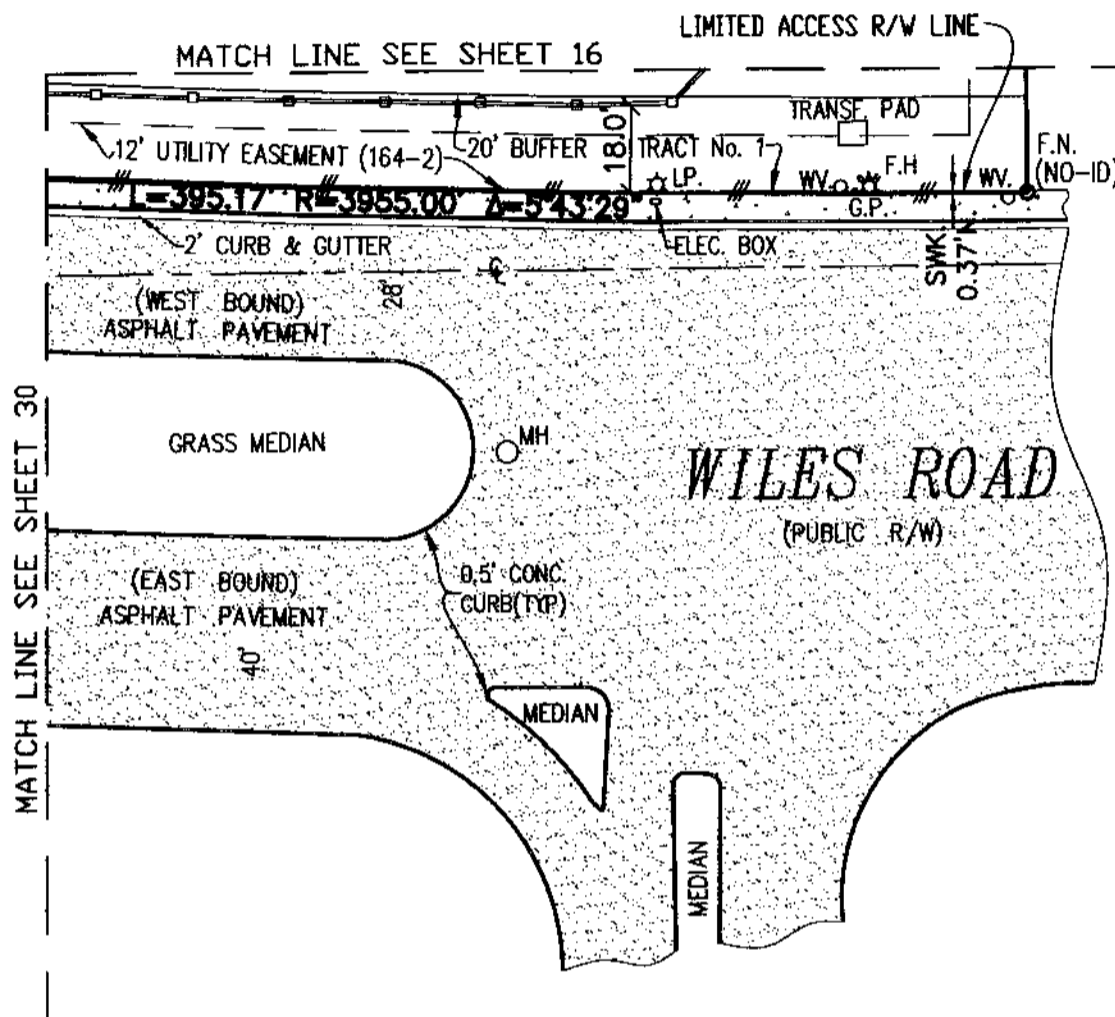 LIMITED ACCESS R/W LINE
MATCH LINE SEE SHEET 16
TRANSF. PAD
12' UTILITY EASEMENT (164-2)
20' BUFFER
18.0'
TRACT No. 1
LP.
WV.
F.H
WV.
F.N.
(NO-ID)
L=395.17' R=3955.00' Δ=5°43'29"
G.P.
2' CURB & GUTTER
ELEC. BOX
SWK.
0.37'N.
(WEST BOUND)
ASPHALT PAVEMENT
28'
℄
MATCH LINE SEE SHEET 30
GRASS MEDIAN
MH
WILES ROAD
(PUBLIC R/W)
(EAST BOUND)
ASPHALT PAVEMENT
40'
0.5' CONC.
CURB(TYP)
MEDIAN
MEDIAN